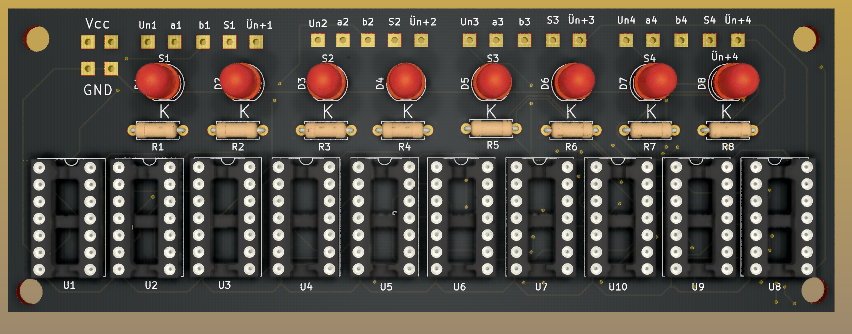 Vcc Un1 a1 b1 S1 Ün+1 Un2 a2 b2 S2 Ün+2 Un3 a3 b3 S3 Ün+3 Un4 a4 b4 S4 Ün+4
GND
S1 S2 S3 S4 Ün+4
D3 D4 D5 D6 D7 D8
K K K K K K K K
R1 R2 R3 R4 R5 R6 R7 R8
U1 U2 U3 U4 U5 U6 U7 U10 U9 U8